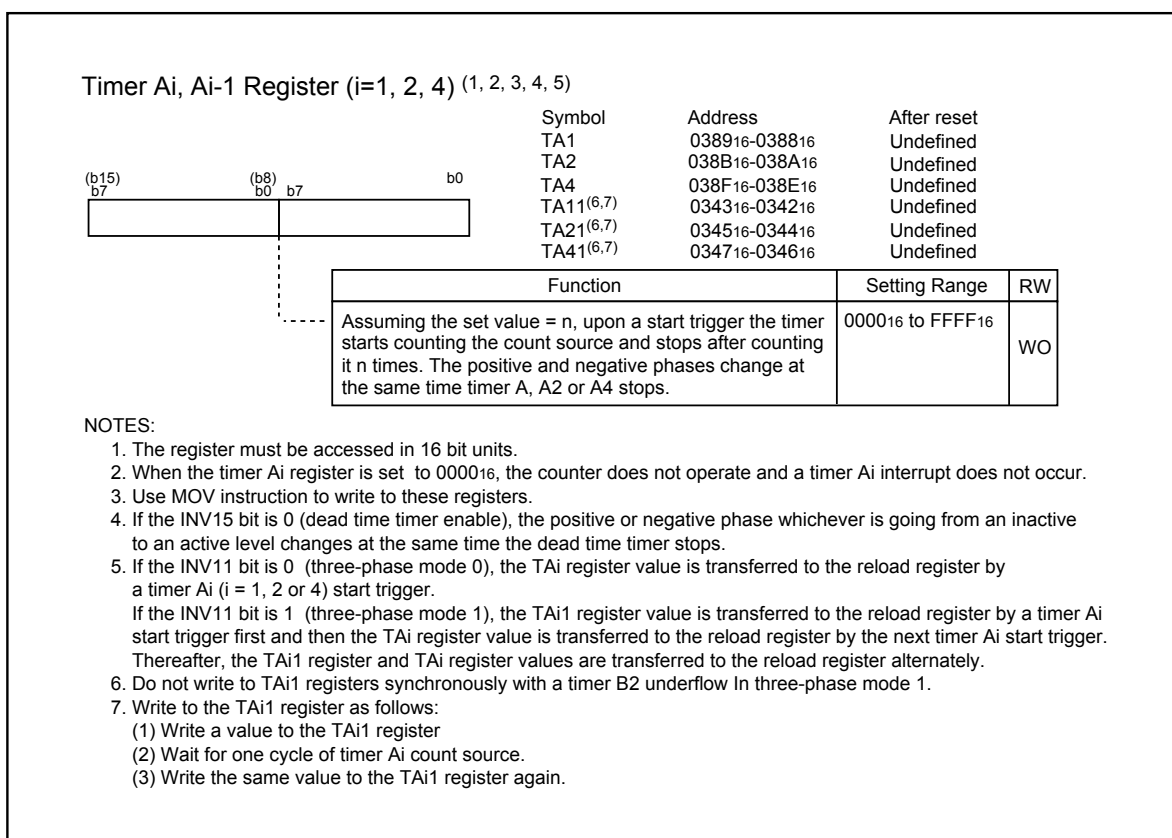 Timer Ai, Ai-1 Register (i=1, 2, 4) (1, 2, 3, 4, 5)
Symbol Address After reset
TA1 038916-038816 Undefined
TA2 038B16-038A16 Undefined
TA4 038F16-038E16 Undefined
TA11(6,7) 034316-034216 Undefined
TA21(6,7) 034516-034416 Undefined
TA41(6,7) 034716-034616 Undefined
(b15) (b8)
b7 b0 b7 b0
Function Setting Range RW
Assuming the set value = n, upon a start trigger the timer
starts counting the count source and stops after counting
it n times. The positive and negative phases change at
the same time timer A, A2 or A4 stops.
000016 to FFFF16
WO
NOTES:
1. The register must be accessed in 16 bit units.
2. When the timer Ai register is set to 000016, the counter does not operate and a timer Ai interrupt does not occur.
3. Use MOV instruction to write to these registers.
4. If the INV15 bit is 0 (dead time timer enable), the positive or negative phase whichever is going from an inactive
to an active level changes at the same time the dead time timer stops.
5. If the INV11 bit is 0 (three-phase mode 0), the TAi register value is transferred to the reload register by
a timer Ai (i = 1, 2 or 4) start trigger.
If the INV11 bit is 1 (three-phase mode 1), the TAi1 register value is transferred to the reload register by a timer Ai
start trigger first and then the TAi register value is transferred to the reload register by the next timer Ai start trigger.
Thereafter, the TAi1 register and TAi register values are transferred to the reload register alternately.
6. Do not write to TAi1 registers synchronously with a timer B2 underflow In three-phase mode 1.
7. Write to the TAi1 register as follows:
(1) Write a value to the TAi1 register
(2) Wait for one cycle of timer Ai count source.
(3) Write the same value to the TAi1 register again.